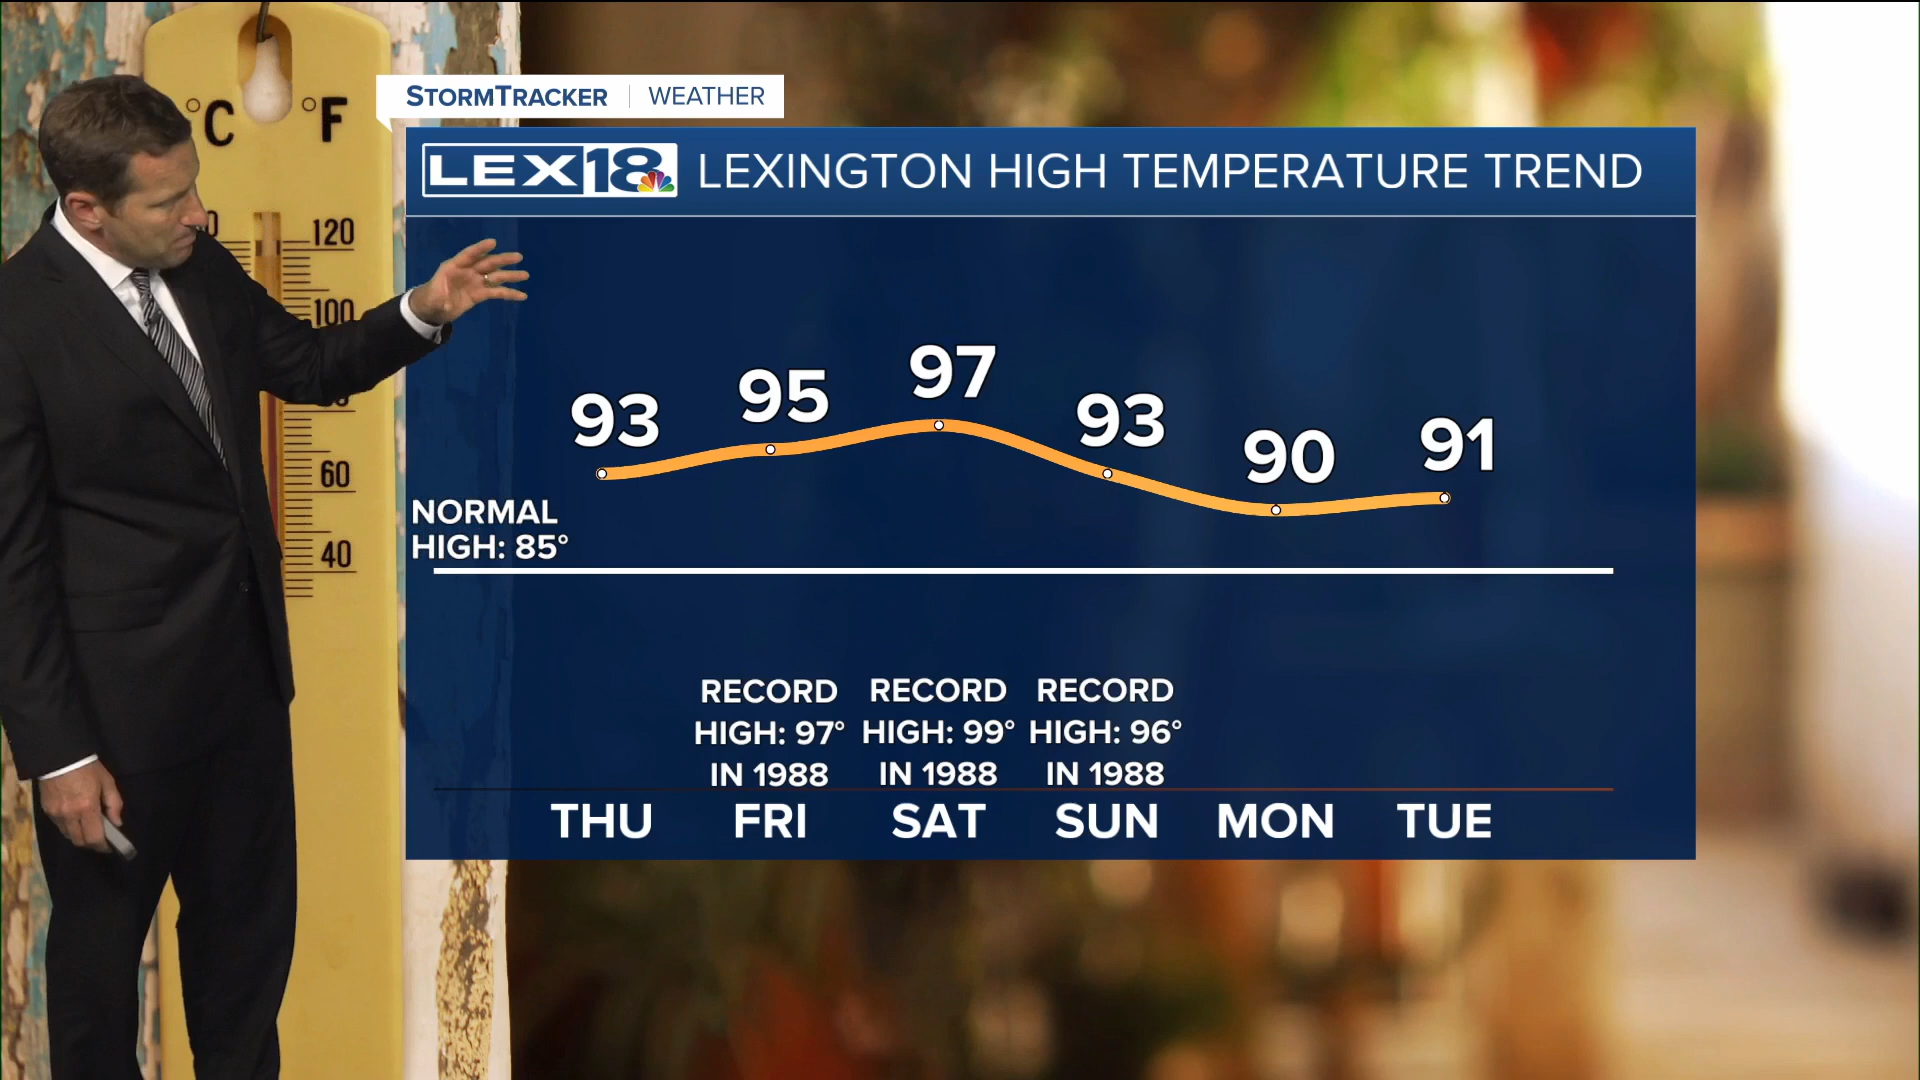 °C °F
120
100
60
40
STORMTRACKER | WEATHER
LEX18 LEXINGTON HIGH TEMPERATURE TREND
93 95 97 93 90 91
NORMAL
HIGH: 85°
RECORD RECORD RECORD
HIGH: 97° HIGH: 99° HIGH: 96°
IN 1988 IN 1988 IN 1988
THU FRI SAT SUN MON TUE